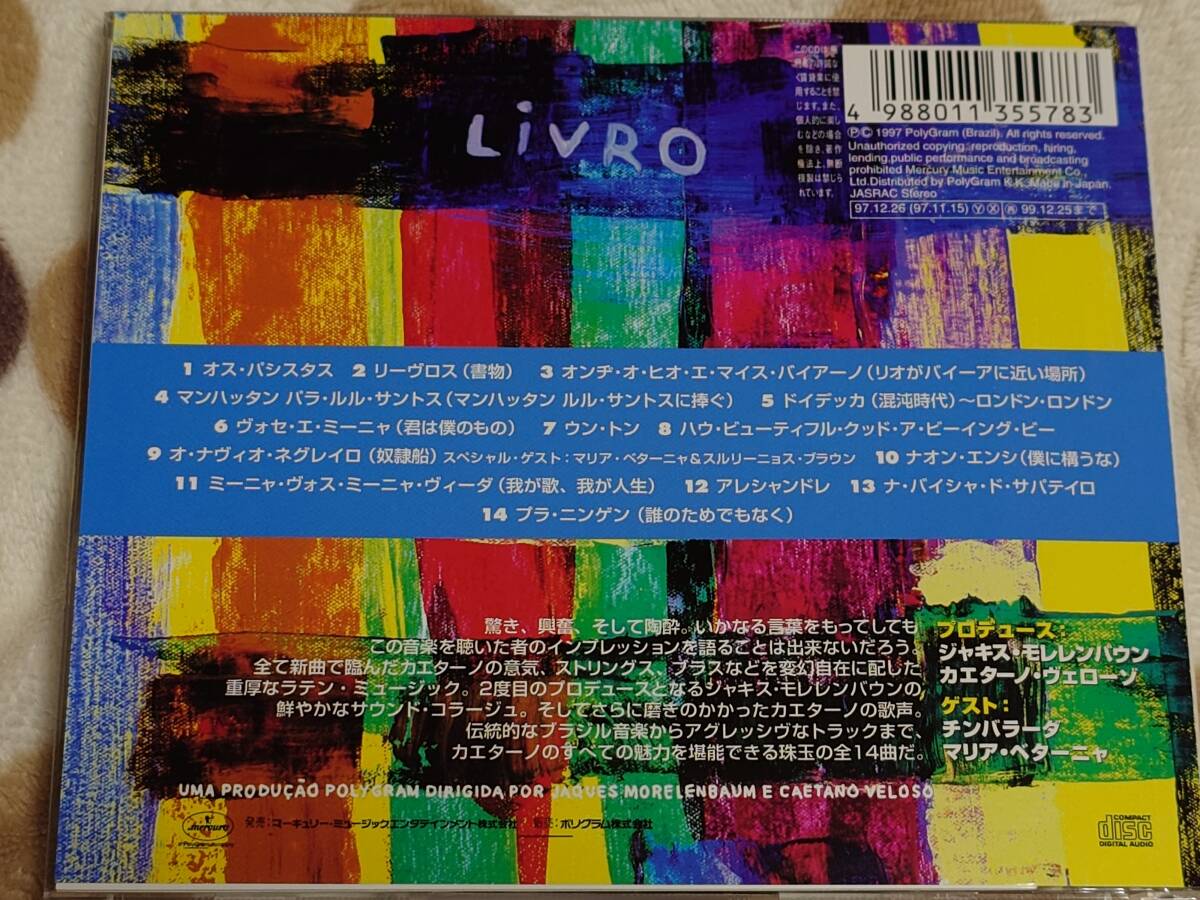 LiVRO
このCDは権
利者の許諾な
く賃貸業に使
用することを禁
じます。また、
個人的に楽し
むなどの場合
を除き、著作
権法上、無断
複製は禁じら
れています。
4 988011 355783
ⓅⒸ 1997 PolyGram (Brazil). All rights reserved.
Unauthorized copying, reproduction, hiring,
lending,public performance and broadcasting
prohibited Mercury Music Entertainment Co.,
Ltd.Distributed by PolyGram K.K. Made in Japan.
JASRAC Stereo
97.12.26 (97.11.15) Ⓨ Ⓧ 再 99.12.25まで
1 オス・パシスタス 2 リーヴロス（書物） 3 オンヂ・オ・ヒオ・エ・マイス・バイアーノ（リオがバイーアに近い場所）
4 マンハッタン パラ・ルル・サントス（マンハッタン ルル・サントスに捧ぐ） 5 ドイデッカ（混沌時代）～ロンドン・ロンドン
6 ヴォセ・エ・ミーニャ（君は僕のもの） 7 ウン・トン 8 ハウ・ビューティフル・クッド・ア・ビーイング・ビー
9 オ・ナヴィオ・ネグレイロ（奴隷船）スペシャル・ゲスト：マリア・ベターニャ&スルリーニョス・ブラウン 10 ナオン・エンシ（僕に構うな）
11 ミーニャ・ヴォス・ミーニャ・ヴィーダ（我が歌、我が人生） 12 アレシャンドレ 13 ナ・バイシャ・ド・サパテイロ
14 プラ・ニンゲン（誰のためでもなく）
驚き、興奮、そして陶酔。いかなる言葉をもってしても
この音楽を聴いた者のインプレッションを語ることは出来ないだろう。
全て新曲で臨んだカエターノの意気、ストリングス、ブラスなどを変幻自在に配した
重厚なラテン・ミュージック。2度目のプロデュースとなるジャキス・モレレンバウンの、
鮮やかなサウンド・コラージュ。そしてさらに磨きのかかったカエターノの歌声。
伝統的なブラジル音楽からアグレッシヴなトラックまで、
カエターノのすべての魅力を堪能できる珠玉の全14曲だ。
プロデュース：
ジャキス・モレレンバウン
カエターノ・ヴェローゾ
ゲスト：
チンバラーダ
マリア・ベターニャ
UMA PRODUÇÃO POLYGRAM DIRIGIDA POR JAQUES MORELENBAUM E CAETANO VELOSO
mercury
発売：マーキュリー・ミュージックエンタテインメント株式会社 販売：ポリグラム株式会社
COMPACT
disc
DIGITAL AUDIO